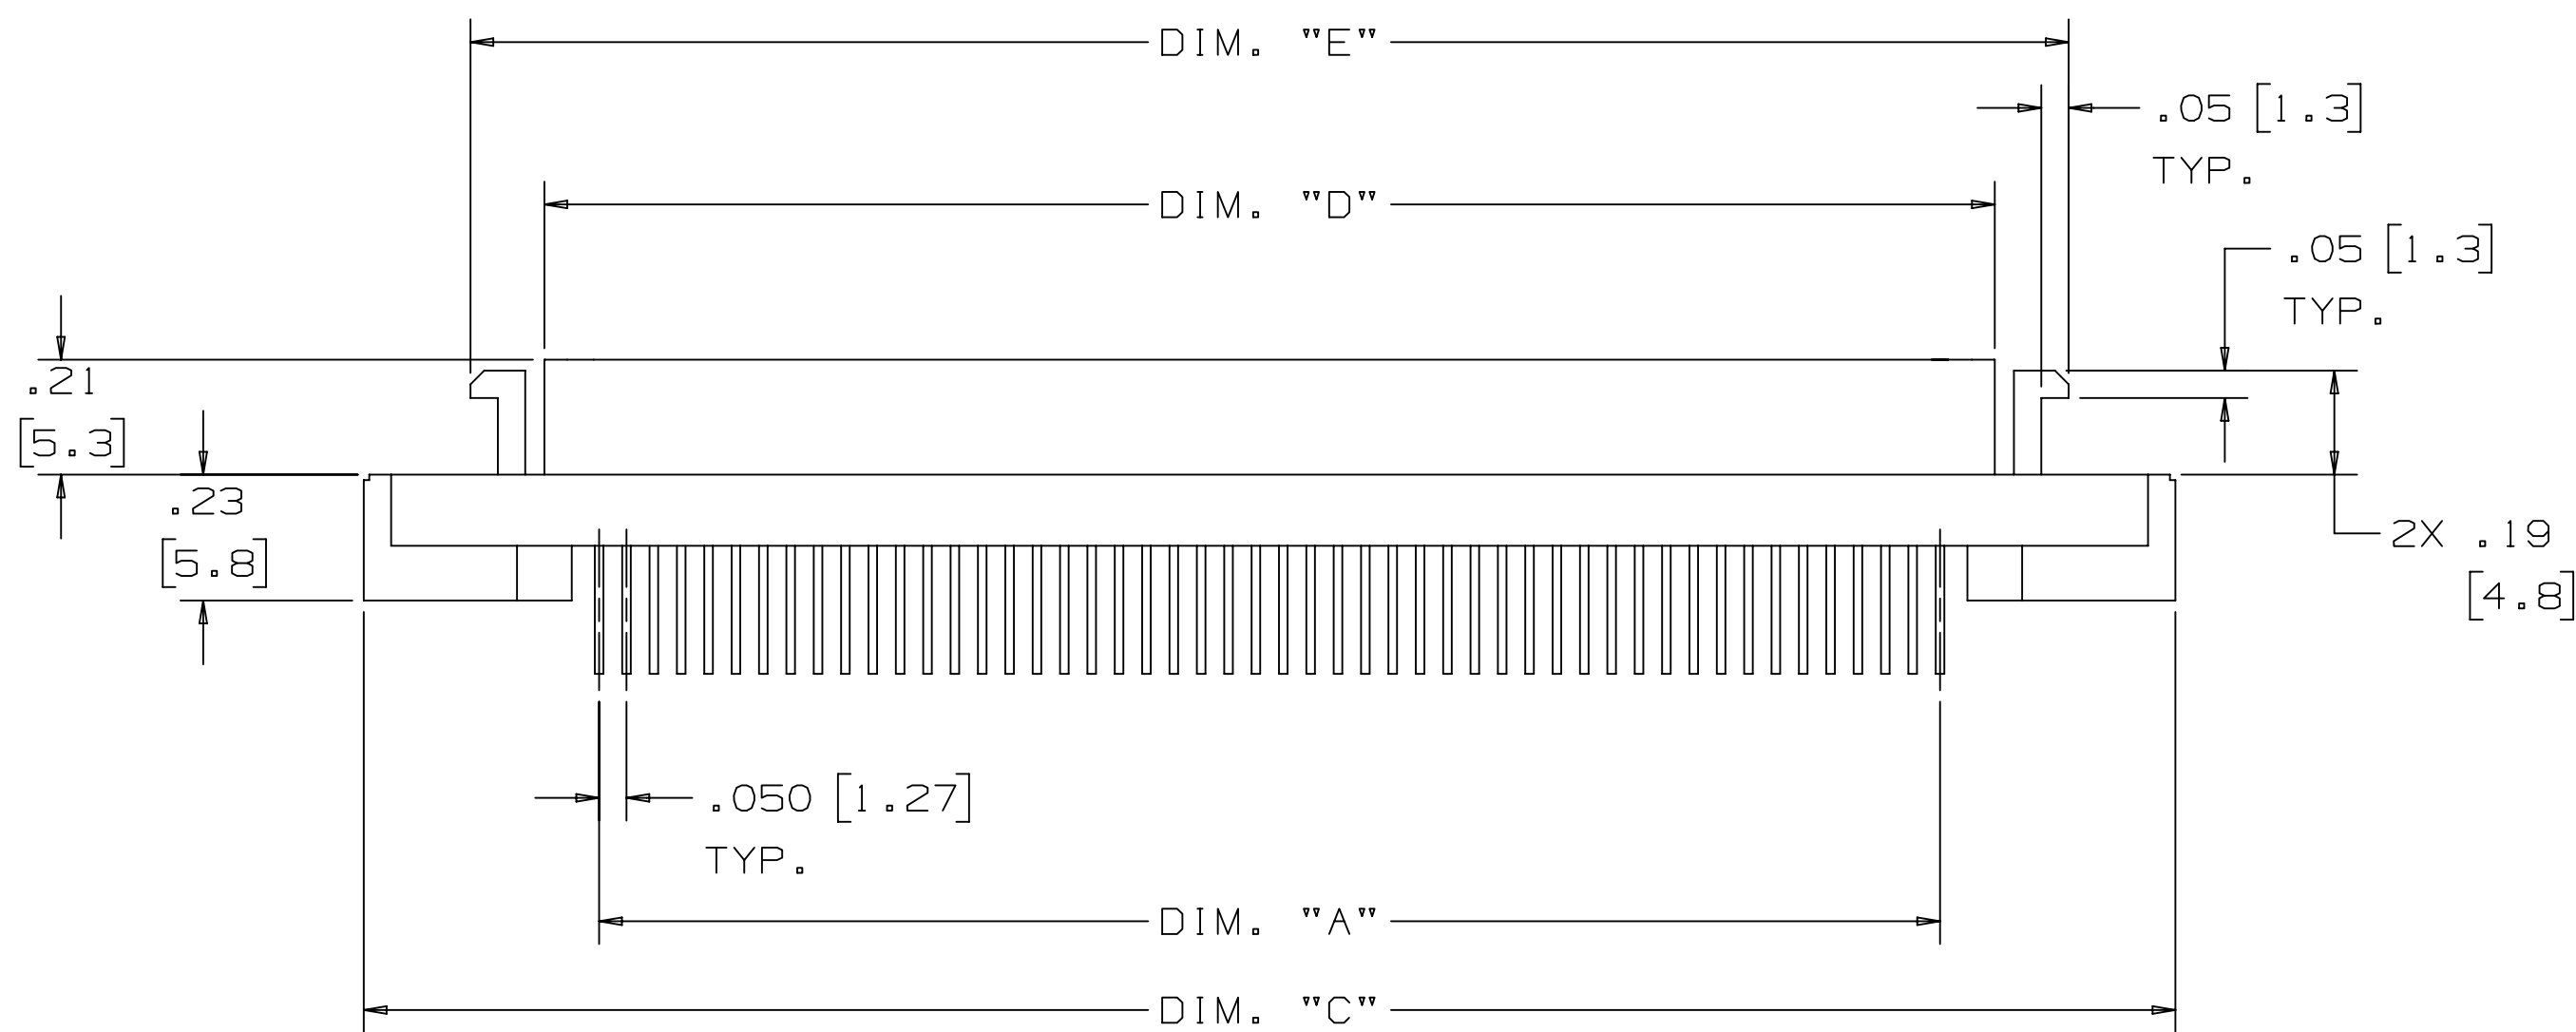 DIM. "E"
.05 [1.3]
TYP.
DIM. "D"
.05 [1.3]
TYP.
.21
[5.3]
.23
[5.8]
2X .19
[4.8]
.050 [1.27]
TYP.
DIM. "A"
DIM. "C"